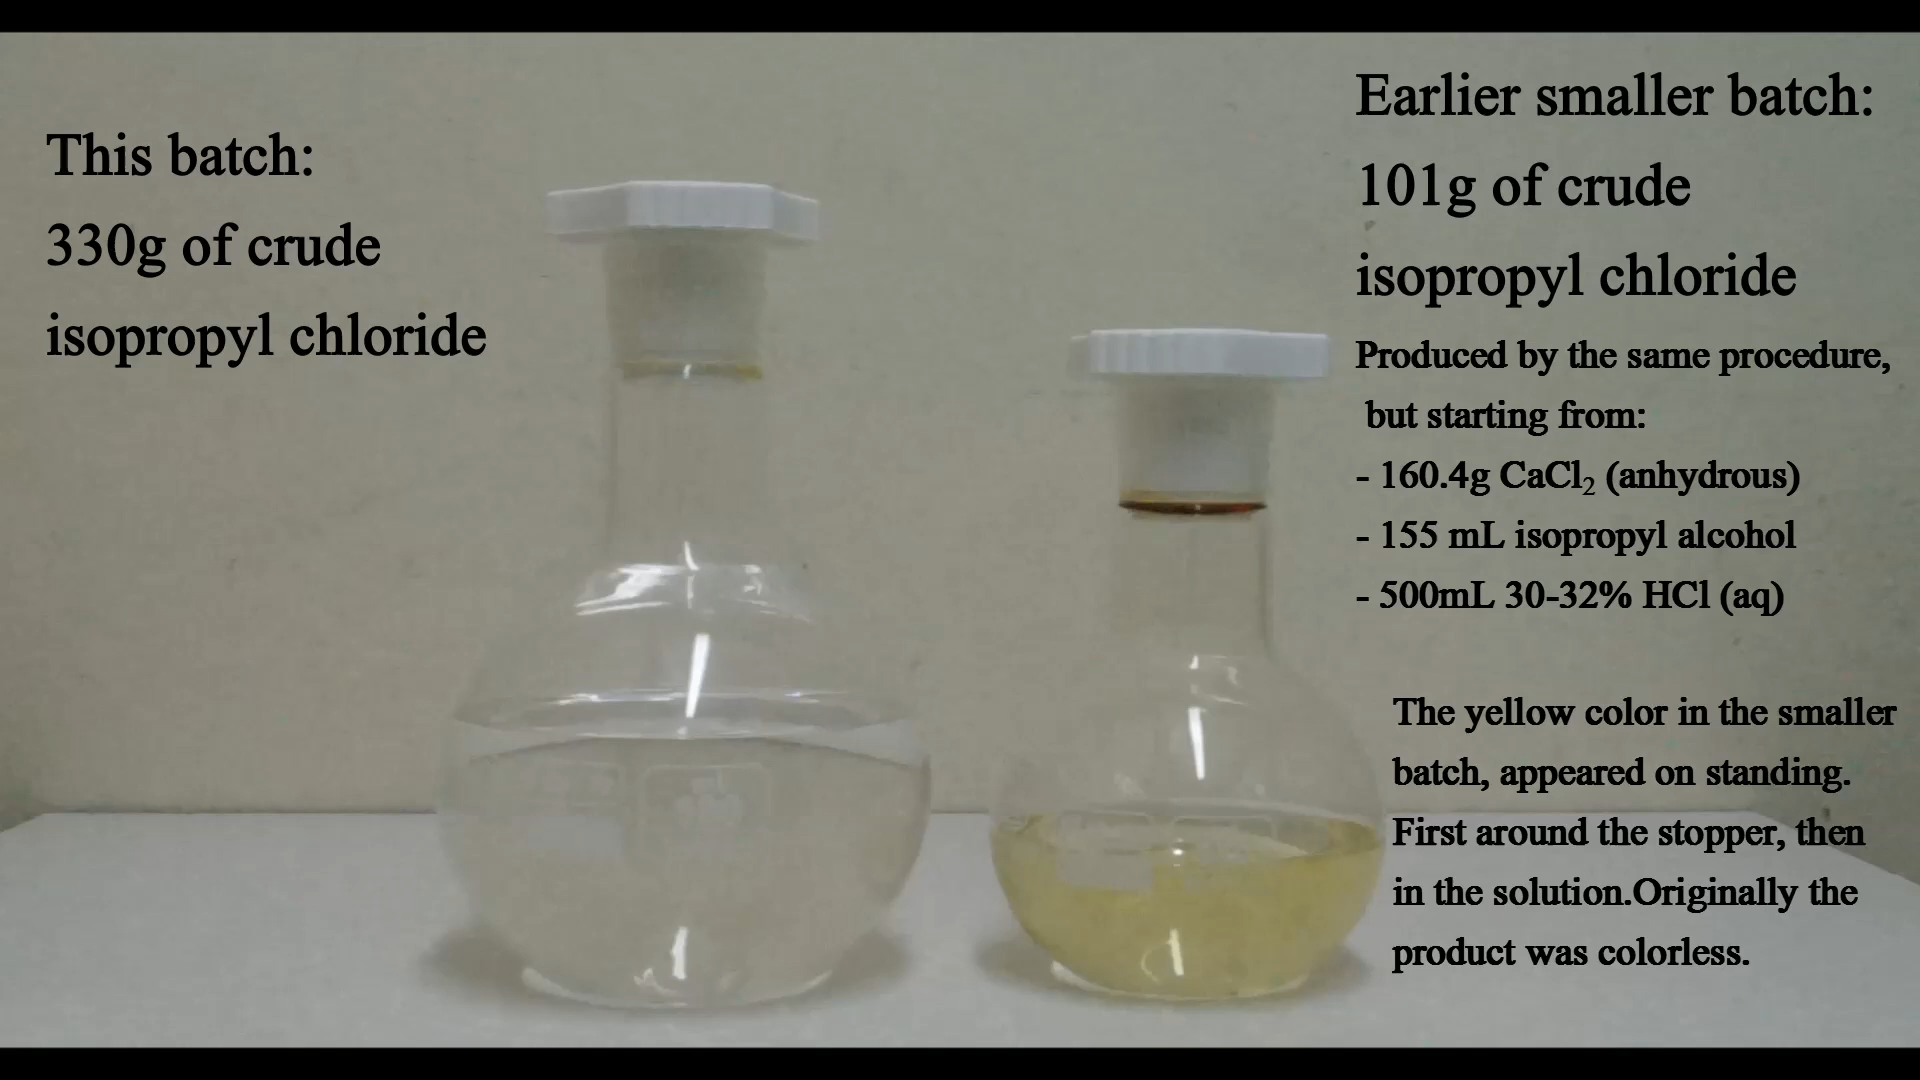 This batch:
330g of crude
isopropyl chloride
Earlier smaller batch:
101g of crude
isopropyl chloride
Produced by the same procedure,
but starting from:
- 160.4g CaCl₂ (anhydrous)
- 155 mL isopropyl alcohol
- 500mL 30-32% HCl (aq)
The yellow color in the smaller
batch, appeared on standing.
First around the stopper, then
in the solution.Originally the
product was colorless.